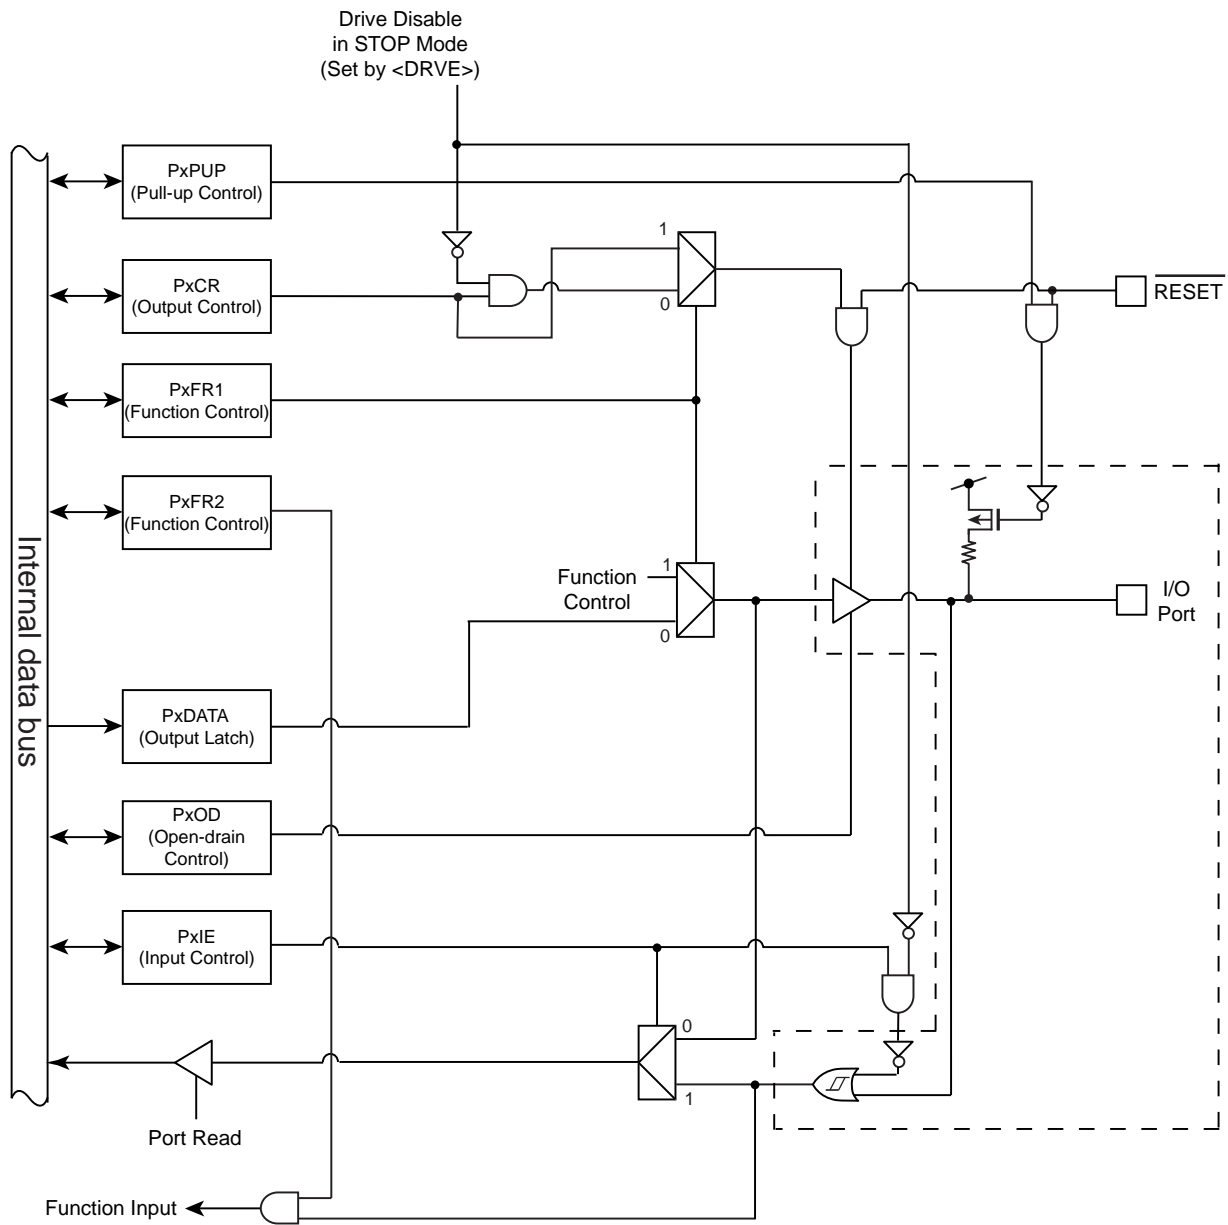 Drive Disable
in STOP Mode
(Set by <DRVE>)
PxPUP
(Pull-up Control)
1
PxCR
(Output Control)
0
RESET
PxFR1
(Function Control)
PxFR2
(Function Control)
Internal data bus
1
Function
Control
0
I/O
Port
PxDATA
(Output Latch)
PxOD
(Open-drain
Control)
PxIE
(Input Control)
0
1
Port Read
Function Input